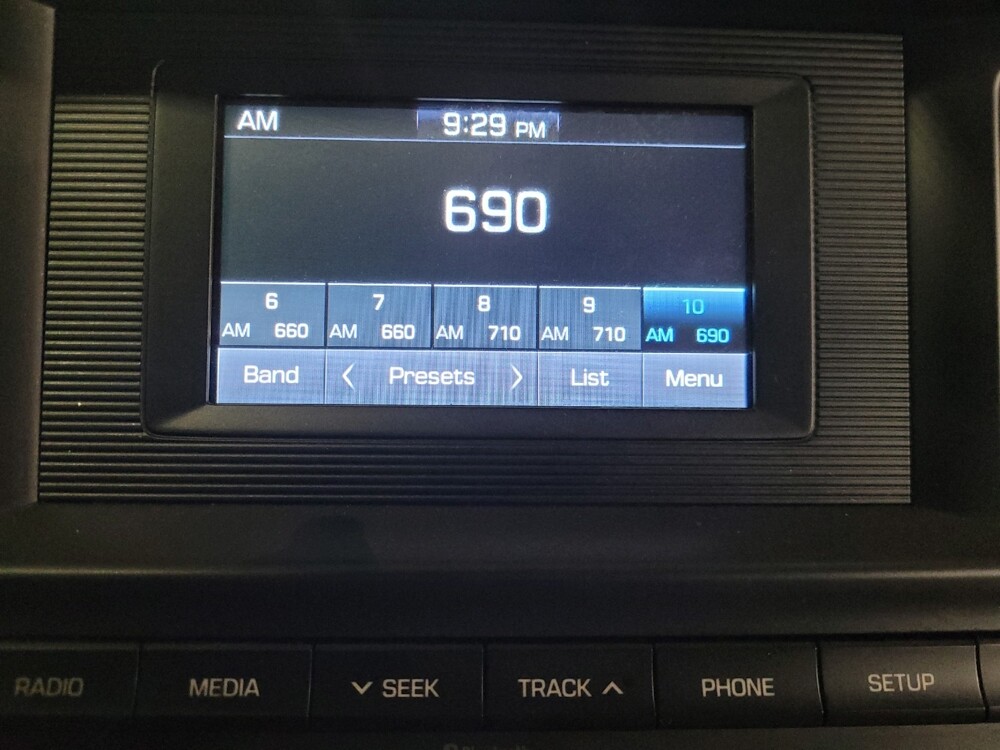 AM 9:29 PM
690
6 7 8 9 10
AM 660 AM 660 AM 710 AM 710 AM 690
Band < Presets > List Menu
RADIO MEDIA ∨ SEEK TRACK ∧ PHONE SETUP